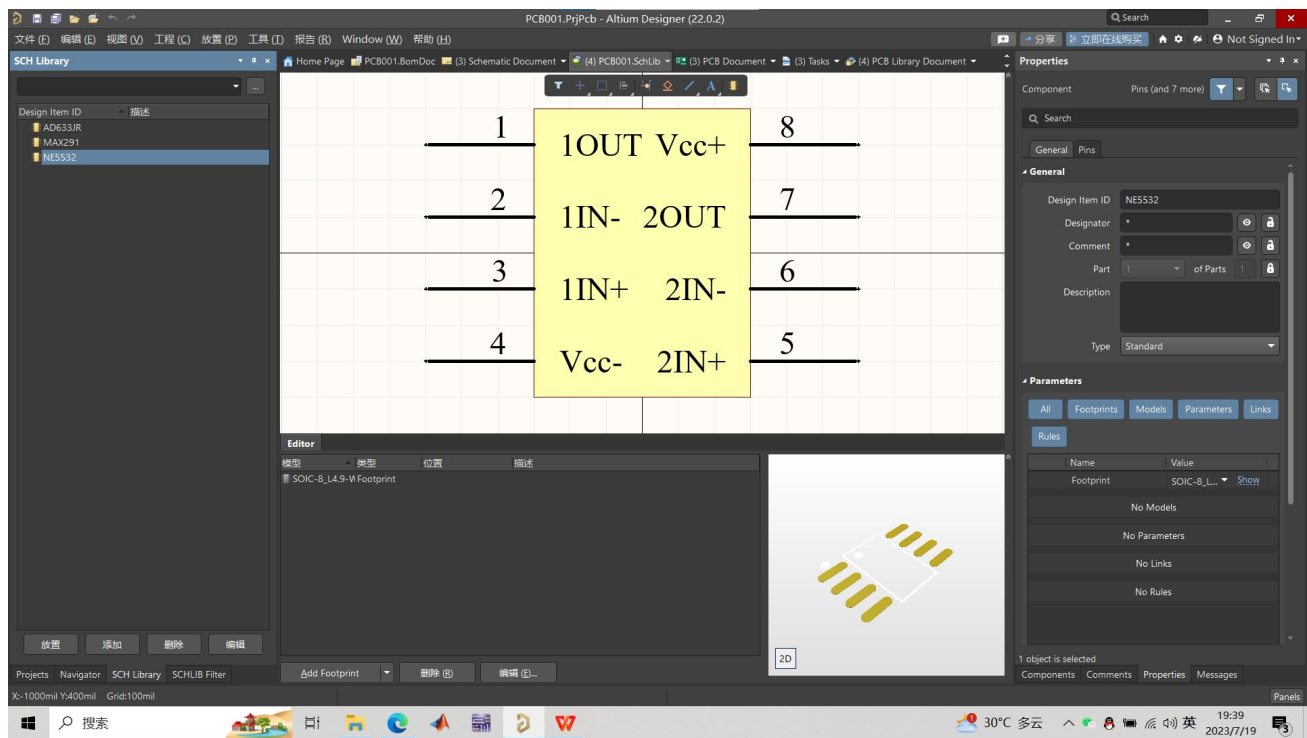 PCB001.PrjPcb - Altium Designer (22.0.2)
Search
文件 (F) 编辑 (E) 视图 (V) 工程 (C) 放置 (P) 工具 (T) 报告 (R) Window (W) 帮助 (H)
分享 立即在线购买 Not Signed In
SCH Library
Home Page PCB001.BomDoc (3) Schematic Document (4) PCB001.SchLib (3) PCB Document (3) Tasks (4) PCB Library Document
Properties
Component Pins (and 7 more)
Search
Design Item ID 描述
AD633JR
MAX291
NE5532
General Pins
General
Design Item ID NE5532
Designator *
Comment *
Part 1 of Parts 1
Description
Type Standard
1 1OUT Vcc+ 8
2 1IN- 2OUT 7
3 1IN+ 2IN- 6
4 Vcc- 2IN+ 5
Parameters
All Footprints Models Parameters Links
Rules
Name Value
Footprint SOIC-8_L... Show
No Models
No Parameters
No Links
No Rules
Editor
模型 类型 位置 描述
SOIC-8_L4.9-W Footprint
2D
放置 添加 删除 编辑
Add Footprint 删除 (R) 编辑 (E)...
1 object is selected
Projects Navigator SCH Library SCHLIB Filter
Components Comments Properties Messages
X:-1000mil Y:400mil Grid:100mil
Panels
搜索
30°C 多云 英 19:39
2023/7/19
3